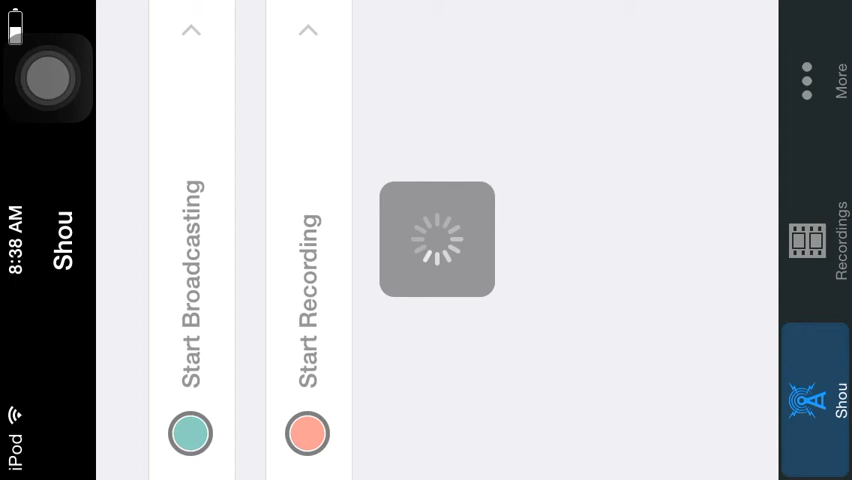 iPod
8:38 AM
Shou
Start Broadcasting
Start Recording
Shou
Recordings
More